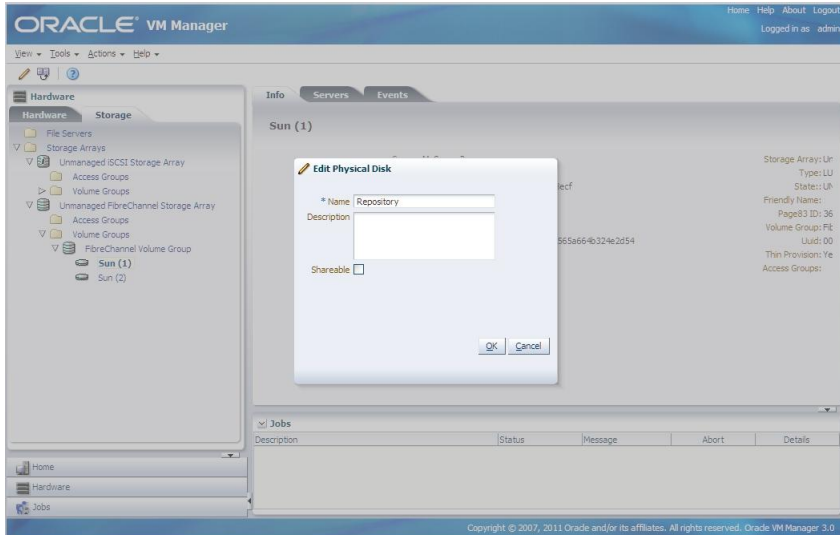 Home Help About Logout
ORACLE VM Manager
Logged in as admin
View Tools Actions Help
Hardware
Hardware Storage
File Servers
Storage Arrays
Unmanaged iSCSI Storage Array
Access Groups
Volume Groups
Unmanaged FibreChannel Storage Array
Access Groups
Volume Groups
FibreChannel Volume Group
Sun (1)
Sun (2)
Home
Hardware
Jobs
Info Servers Events
Sun (1)
Edit Physical Disk
* Name Repository
Description
Shareable
OK Cancel
lecf
565a664b324e2d54
Storage Array: Un
Type: LU
State:: UN
Friendly Name:
Page83 ID: 36
Volume Group: Fib
Uuid: 00
Thin Provision: Ye
Access Groups:
Jobs
Description Status Message Abort Details
Copyright © 2007, 2011 Oracle and/or its affiliates. All rights reserved. Oracle VM Manager 3.0